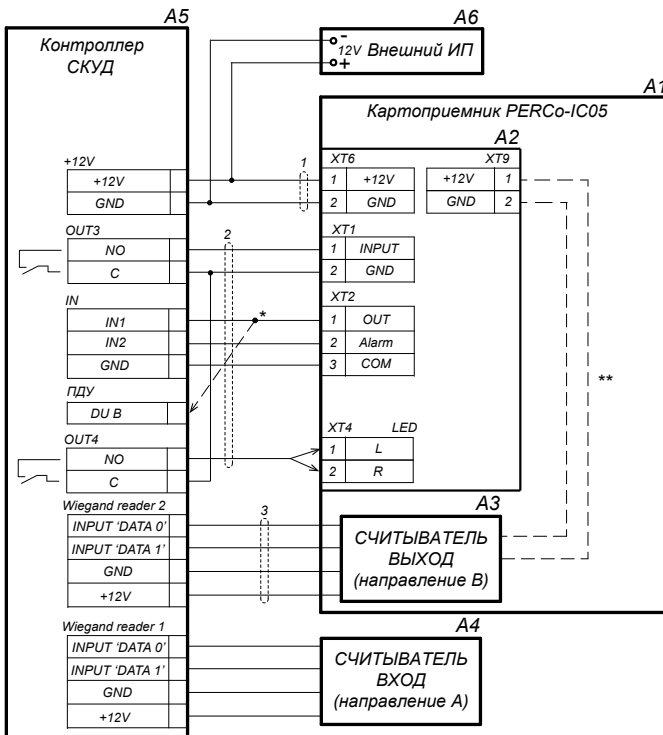 A5
Контроллер
СКУД
A6
-
12V Внешний ИП
+
A1
Картоприемник PERCo-IC05
A2
+12V
+12V
GND
1
XT6
1 +12V
2 GND
XT9
+12V 1
GND 2
OUT3
NO
C
2
XT1
1 INPUT
2 GND
IN
IN1
IN2
GND
*
XT2
1 OUT
2 Alarm
3 COM
**
ПДУ
DU B
OUT4
NO
C
XT4 LED
1 L
2 R
Wiegand reader 2
INPUT 'DATA 0'
INPUT 'DATA 1'
GND
+12V
3
A3
СЧИТЫВАТЕЛЬ
ВЫХОД
(направление B)
Wiegand reader 1
INPUT 'DATA 0'
INPUT 'DATA 1'
GND
+12V
A4
СЧИТЫВАТЕЛЬ
ВХОД
(направление A)